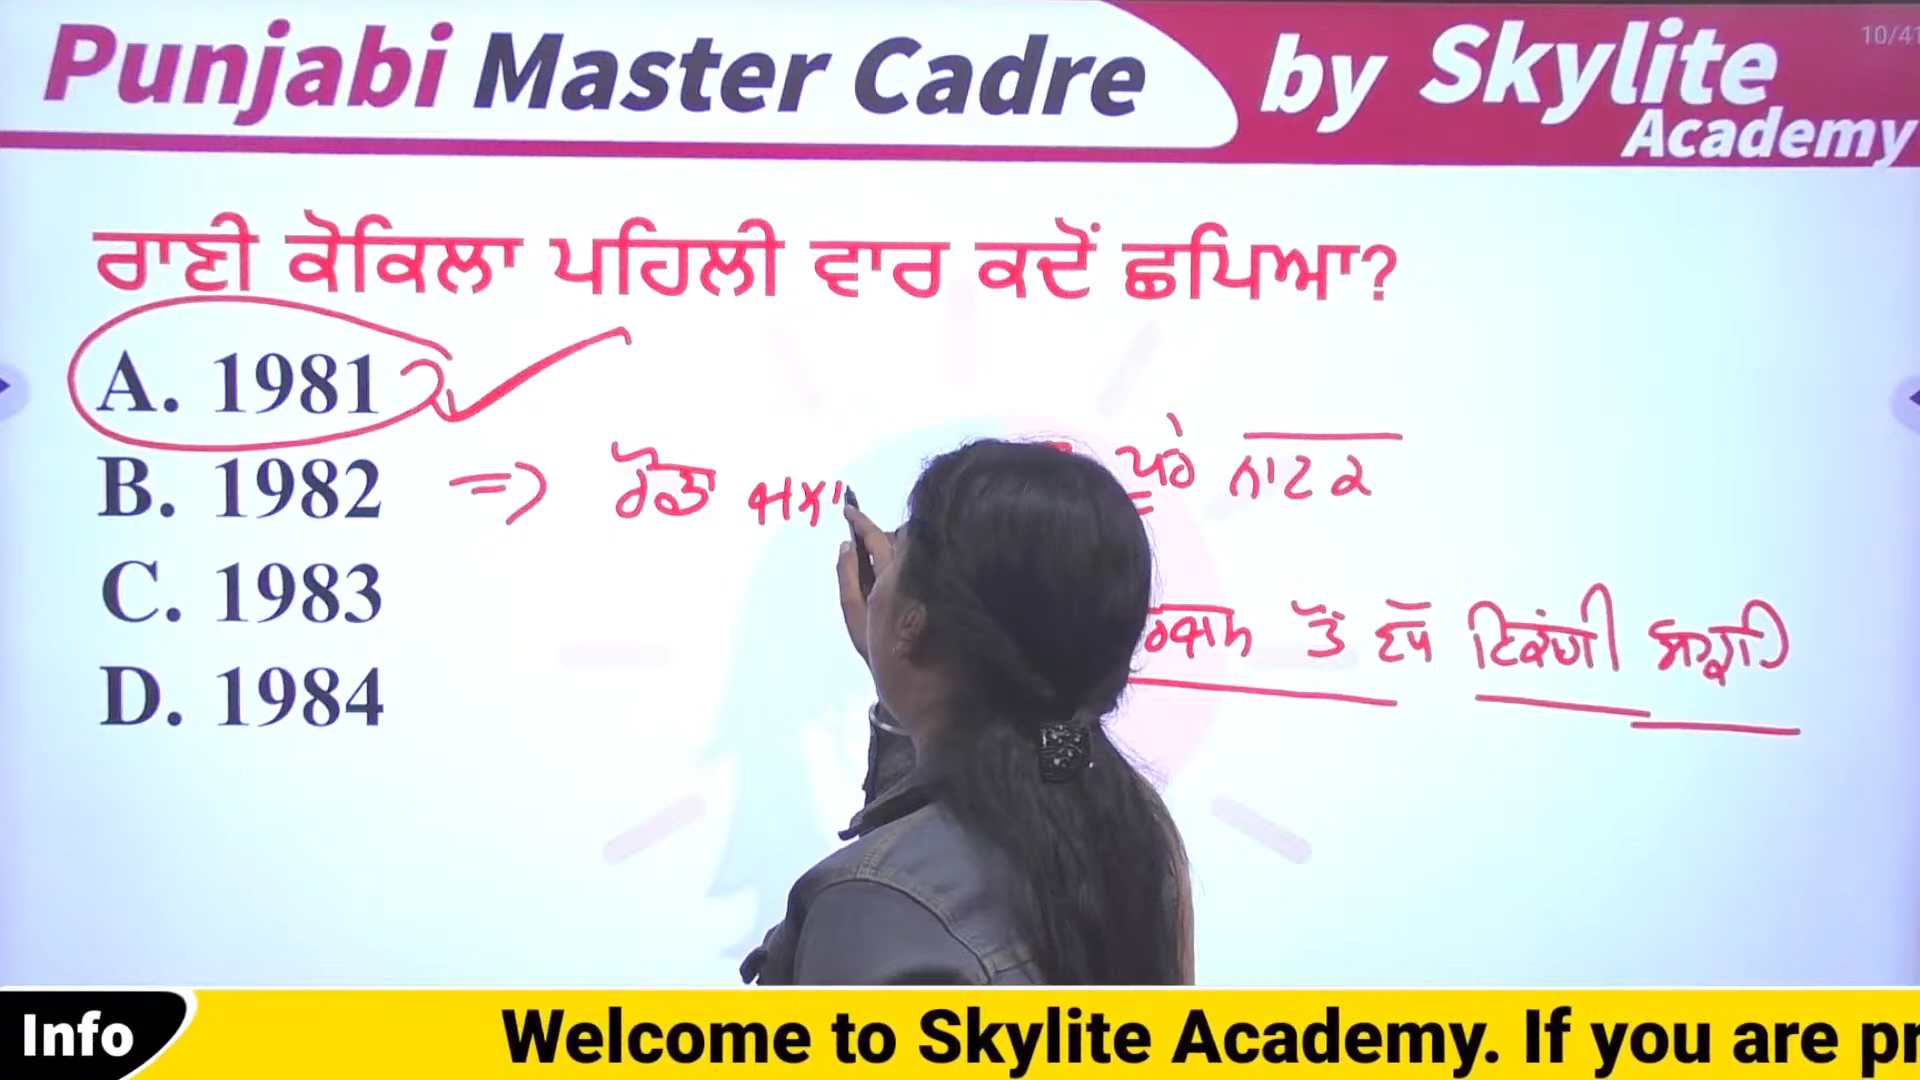 Punjabi Master Cadre by Skylite Academy
10/41
ਰਾਣੀ ਕੋਕਿਲਾ ਪਹਿਲੀ ਵਾਰ ਕਦੋਂ ਛਪਿਆ?
A. 1981
B. 1982
C. 1983
D. 1984
=> ਰੌਲਾ
ਪੂਰੇ ਨਾਟਕ
ਤੋਂ ਵੱਧ ਇਕਾਂਗੀ
Info
Welcome to Skylite Academy. If you are pr